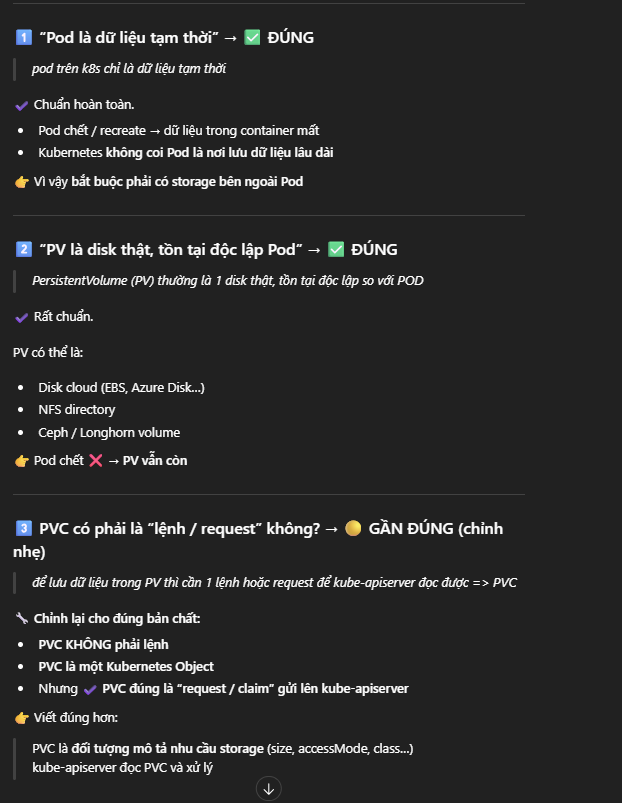 1 “Pod là dữ liệu tạm thời” → ✅ ĐÚNG
pod trên k8s chỉ là dữ liệu tạm thời
✔ Chuẩn hoàn toàn.
• Pod chết / recreate → dữ liệu trong container mất
• Kubernetes không coi Pod là nơi lưu dữ liệu lâu dài
👉 Vì vậy bắt buộc phải có storage bên ngoài Pod
2 “PV là disk thật, tồn tại độc lập Pod” → ✅ ĐÚNG
PersistentVolume (PV) thường là 1 disk thật, tồn tại độc lập so với POD
✔ Rất chuẩn.
PV có thể là:
• Disk cloud (EBS, Azure Disk...)
• NFS directory
• Ceph / Longhorn volume
👉 Pod chết ❌ → PV vẫn còn
3 PVC có phải là “lệnh / request” không? → 🟡 GẦN ĐÚNG (chỉnh
nhẹ)
để lưu dữ liệu trong PV thì cần 1 lệnh hoặc request để kube-apiserver đọc được => PVC
🔧 Chỉnh lại cho đúng bản chất:
• PVC KHÔNG phải lệnh
• PVC là một Kubernetes Object
• Nhưng ✔ PVC đúng là “request / claim” gửi lên kube-apiserver
👉 Viết đúng hơn:
PVC là đối tượng mô tả nhu cầu storage (size, accessMode, class...)
kube-apiserver đọc PVC và xử lý